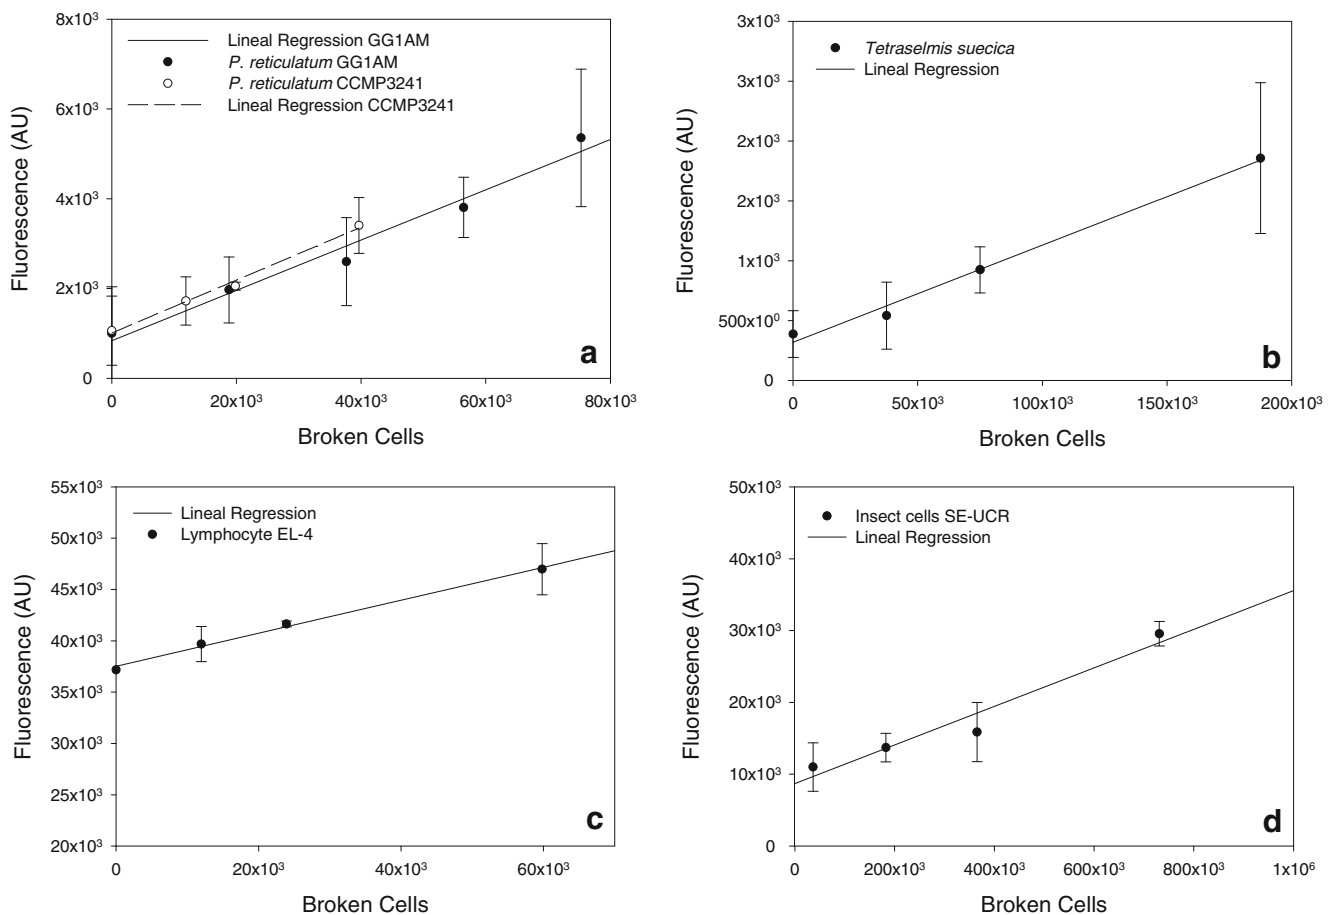 8x10³
6x10³
4x10³
2x10³
0
Fluorescence (AU)
Lineal Regression GG1AM
P. reticulatum GG1AM
P. reticulatum CCMP3241
Lineal Regression CCMP3241
a
0 20x10³ 40x10³ 60x10³ 80x10³
Broken Cells
3x10³
3x10³
2x10³
2x10³
1x10³
500x10⁰
0
Fluorescence (AU)
Tetraselmis suecica
Lineal Regression
b
0 50x10³ 100x10³ 150x10³ 200x10³
Broken Cells
55x10³
50x10³
45x10³
40x10³
35x10³
30x10³
25x10³
20x10³
Fluorescence (AU)
Lineal Regression
Lymphocyte EL-4
c
0 20x10³ 40x10³ 60x10³
Broken Cells
50x10³
40x10³
30x10³
20x10³
10x10³
0
Fluorescence (AU)
Insect cells SE-UCR
Lineal Regression
d
0 200x10³ 400x10³ 600x10³ 800x10³ 1x10⁶
Broken Cells